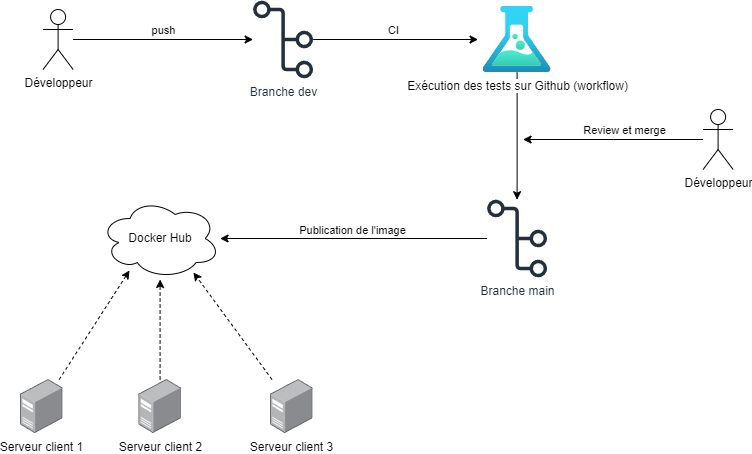 push
CI
Développeur
Branche dev
Exécution des tests sur Github (workflow)
Review et merge
Développeur
Docker Hub
Publication de l'image
Branche main
Serveur client 1
Serveur client 2
Serveur client 3